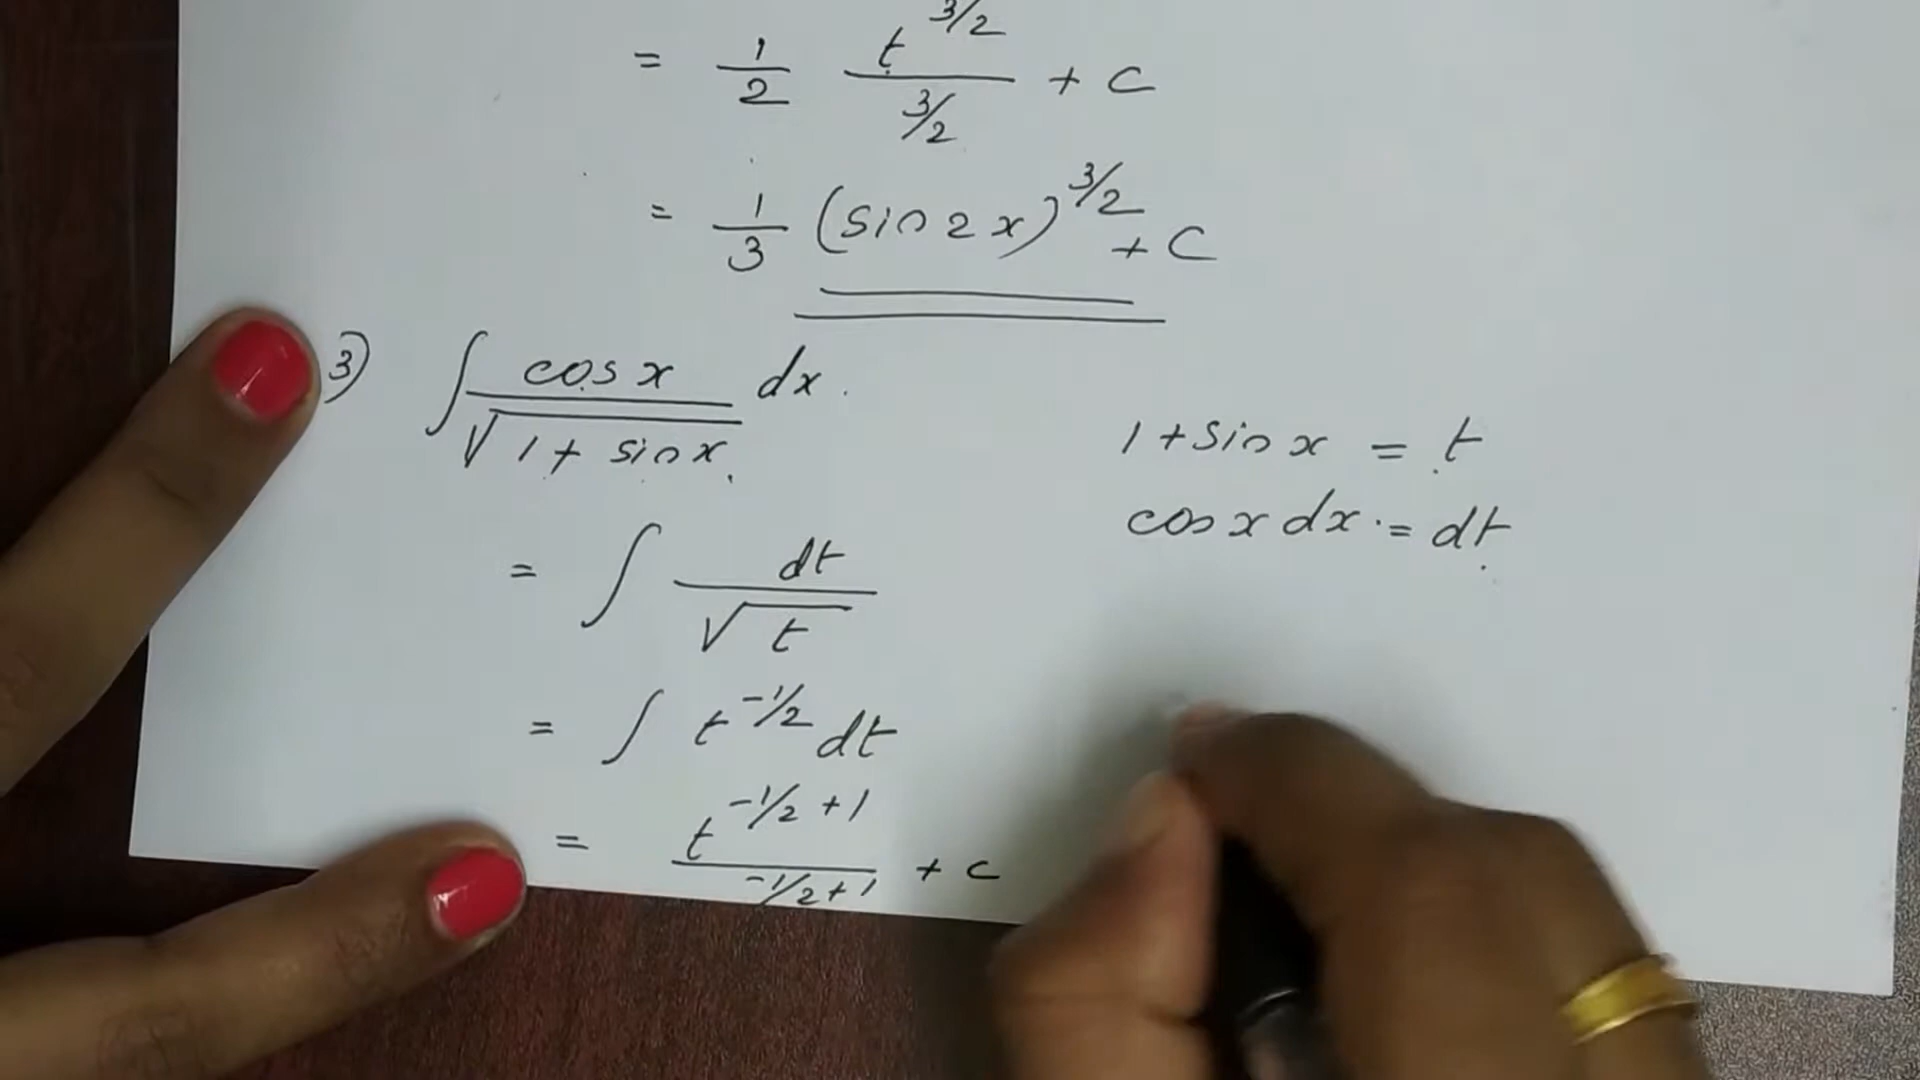 = 1/2 t^3/2 / 3/2 + C
= 1/3 (sin 2x)^3/2 + C
3) ∫ cos x / √1 + sin x dx.
1 + sin x = t
cos x dx = dt
= ∫ dt / √t
= ∫ t^-1/2 dt
= t^-1/2 + 1 / -1/2 + 1 + c